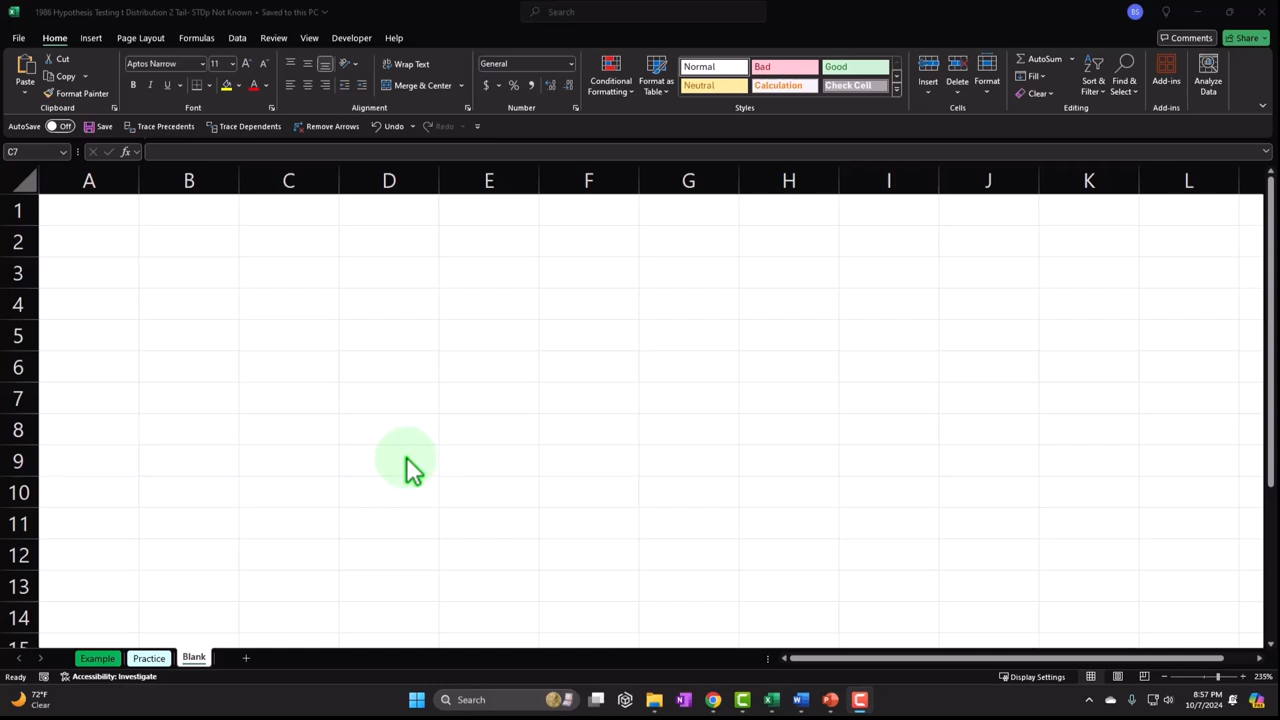 1986 Hypothesis Testing t Distribution 2 Tail- STDp Not Known • Saved to this PC
Search
BS
File Home Insert Page Layout Formulas Data Review View Developer Help
Comments Share
Paste
Cut
Copy
Format Painter
Clipboard
Aptos Narrow 11
B I U
Font
Wrap Text
Merge & Center
Alignment
General
$ % 9
Number
Conditional Formatting
Format as Table
Normal Bad Good
Neutral Calculation Check Cell
Styles
Insert Delete Format
Cells
AutoSum
Fill
Clear
Sort & Filter
Find & Select
Editing
Add-ins
Add-ins
Analyze Data
AutoSave Off Save Trace Precedents Trace Dependents Remove Arrows Undo Redo
C7 fx
A B C D E F G H I J K L
1
2
3
4
5
6
7
8
9
10
11
12
13
14
15
Example Practice Blank
Ready Accessibility: Investigate Display Settings 235%
72°F
Clear
Search
8:57 PM
10/7/2024